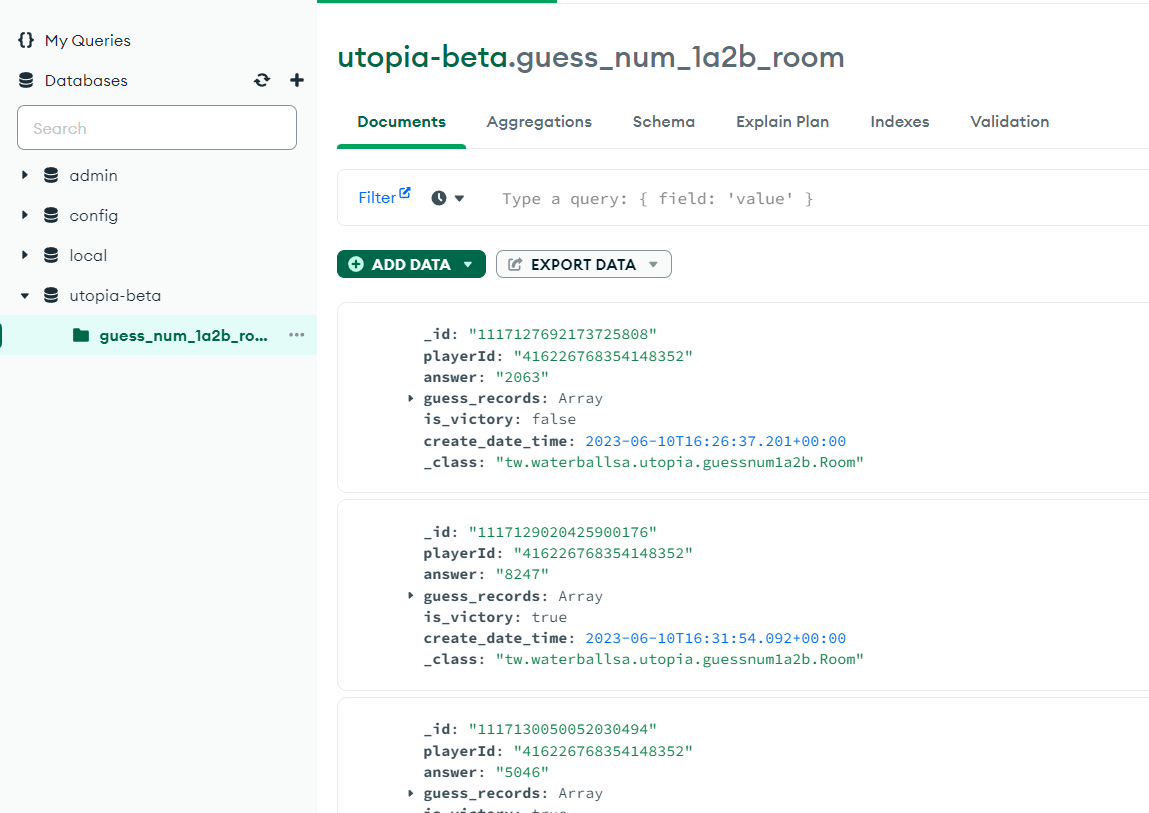 My Queries
Databases
Search
admin
config
local
utopia-beta
guess_num_1a2b_ro...
utopia-beta.guess_num_1a2b_room
Documents Aggregations Schema Explain Plan Indexes Validation
Filter Type a query: { field: 'value' }
ADD DATA EXPORT DATA
_id: "1117127692173725808"
playerId: "416226768354148352"
answer: "2063"
guess_records: Array
is_victory: false
create_date_time: 2023-06-10T16:26:37.201+00:00
_class: "tw.waterballsa.utopia.guessnum1a2b.Room"
_id: "1117129020425900176"
playerId: "416226768354148352"
answer: "8247"
guess_records: Array
is_victory: true
create_date_time: 2023-06-10T16:31:54.092+00:00
_class: "tw.waterballsa.utopia.guessnum1a2b.Room"
_id: "1117130050052030494"
playerId: "416226768354148352"
answer: "5046"
guess_records: Array
is_victory: true